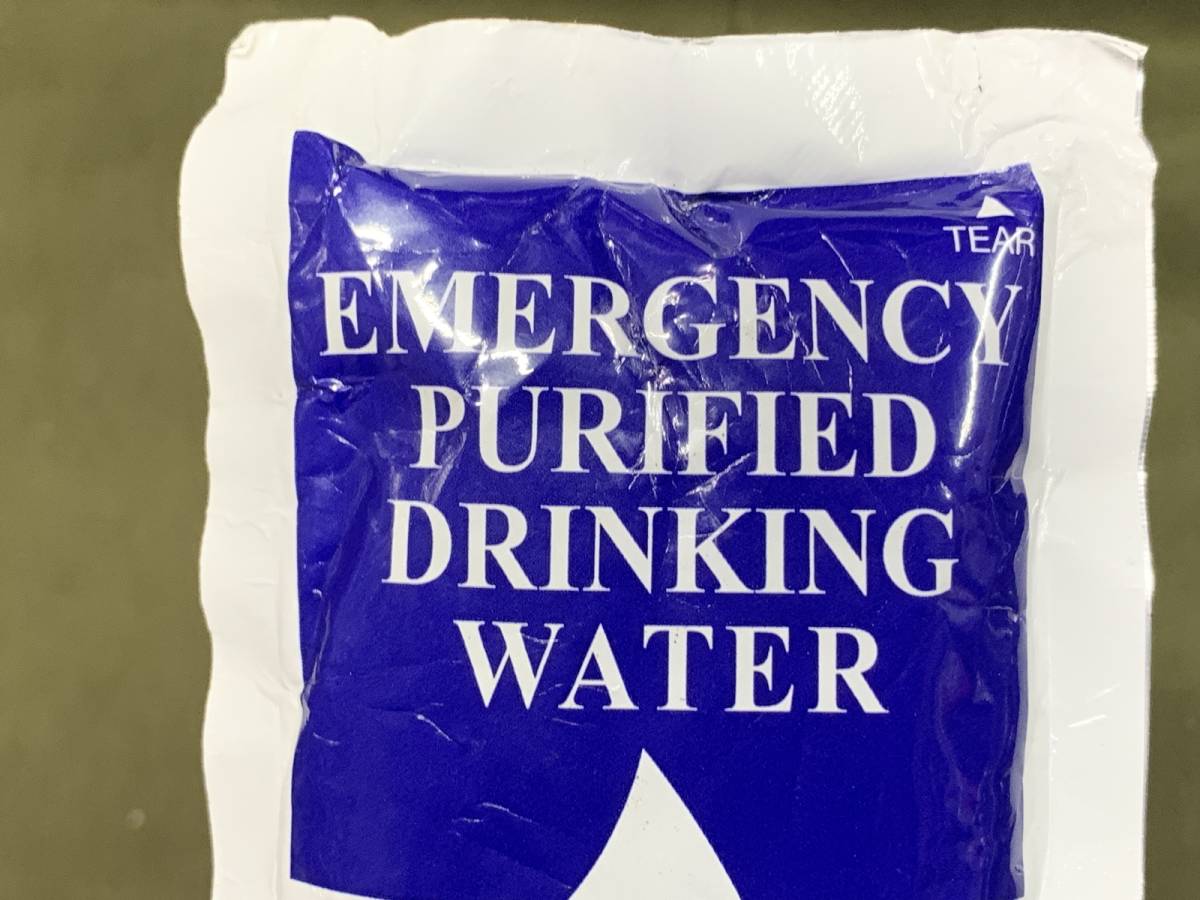 TEAR
EMERGENCY
PURIFIED
DRINKING
WATER